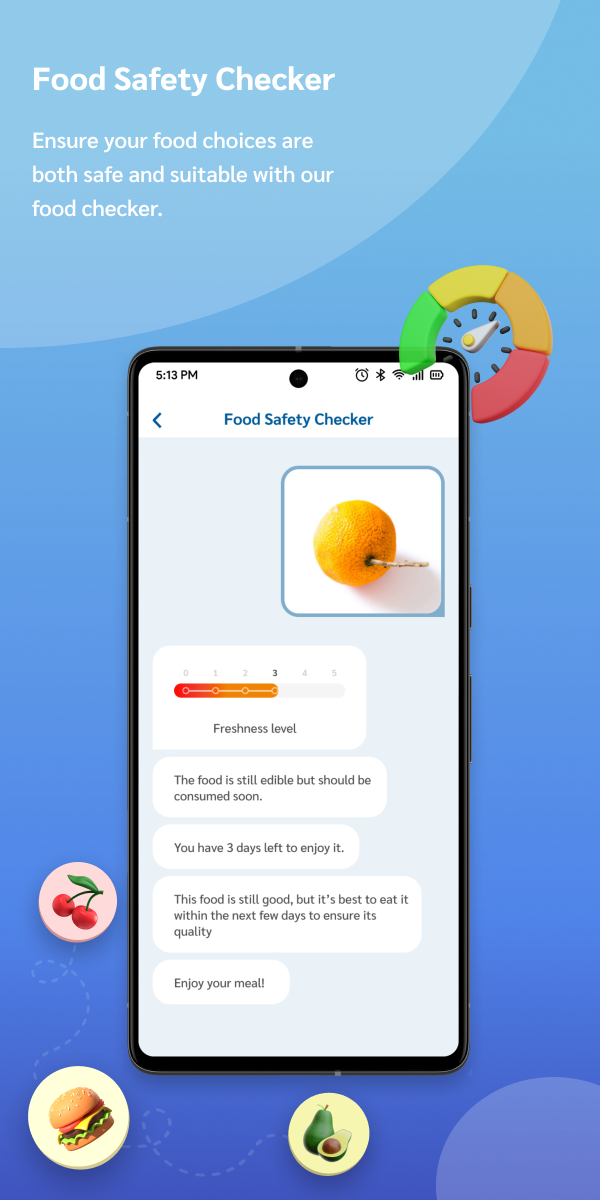 Food Safety Checker
Ensure your food choices are
both safe and suitable with our
food checker.
5:13 PM
Food Safety Checker
0 1 2 3 4 5
Freshness level
The food is still edible but should be
consumed soon.
You have 3 days left to enjoy it.
This food is still good, but it’s best to eat it
within the next few days to ensure its
quality
Enjoy your meal!